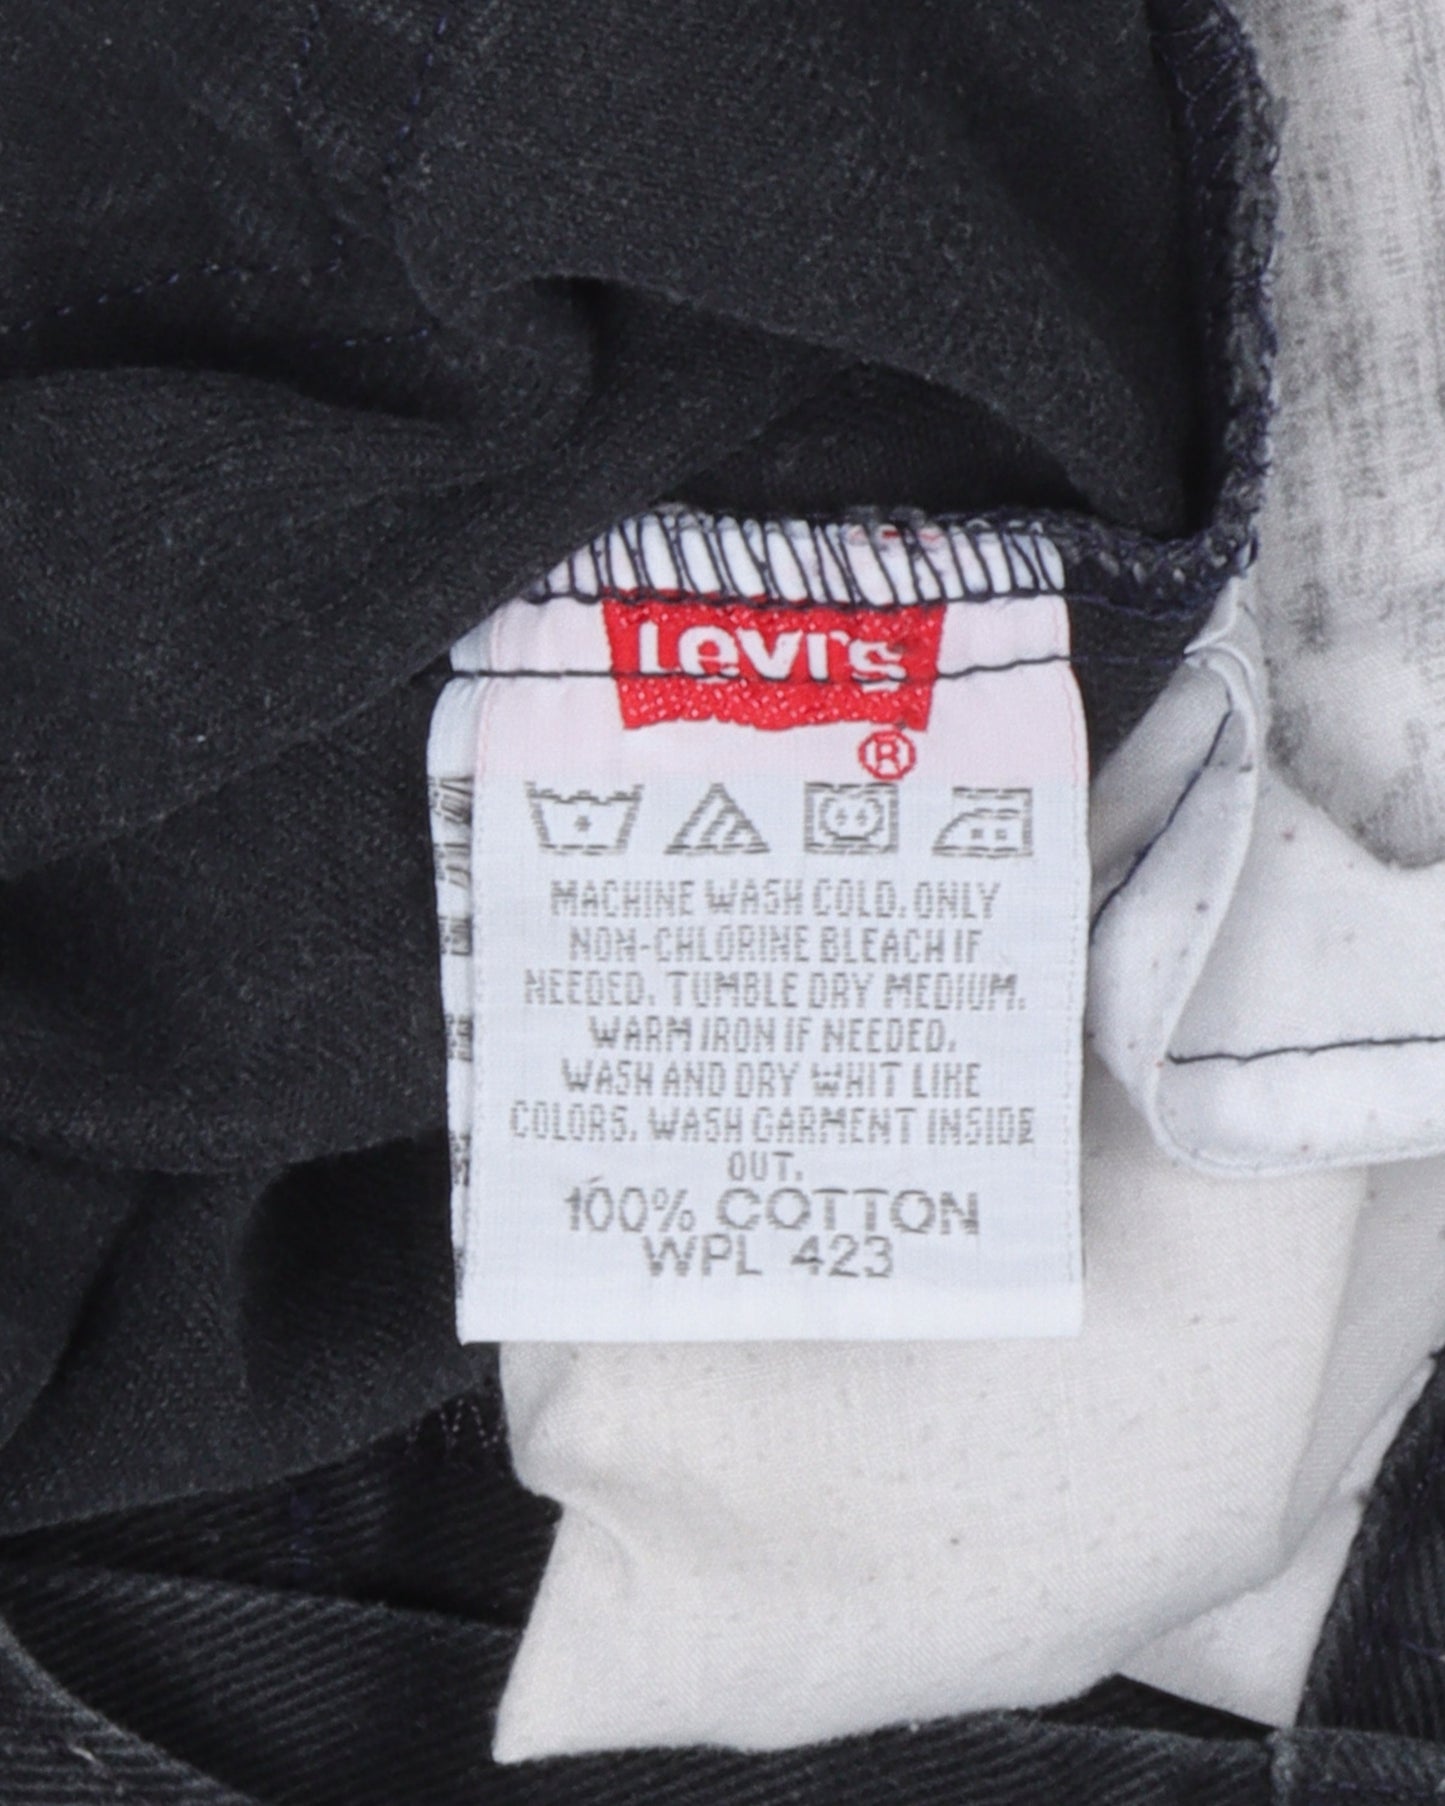 Levi's
®
MACHINE WASH COLD. ONLY
NON-CHLORINE BLEACH IF
NEEDED. TUMBLE DRY MEDIUM.
WARM IRON IF NEEDED.
WASH AND DRY WHIT LIKE
COLORS. WASH GARMENT INSIDE
OUT.
100% COTTON
WPL 423